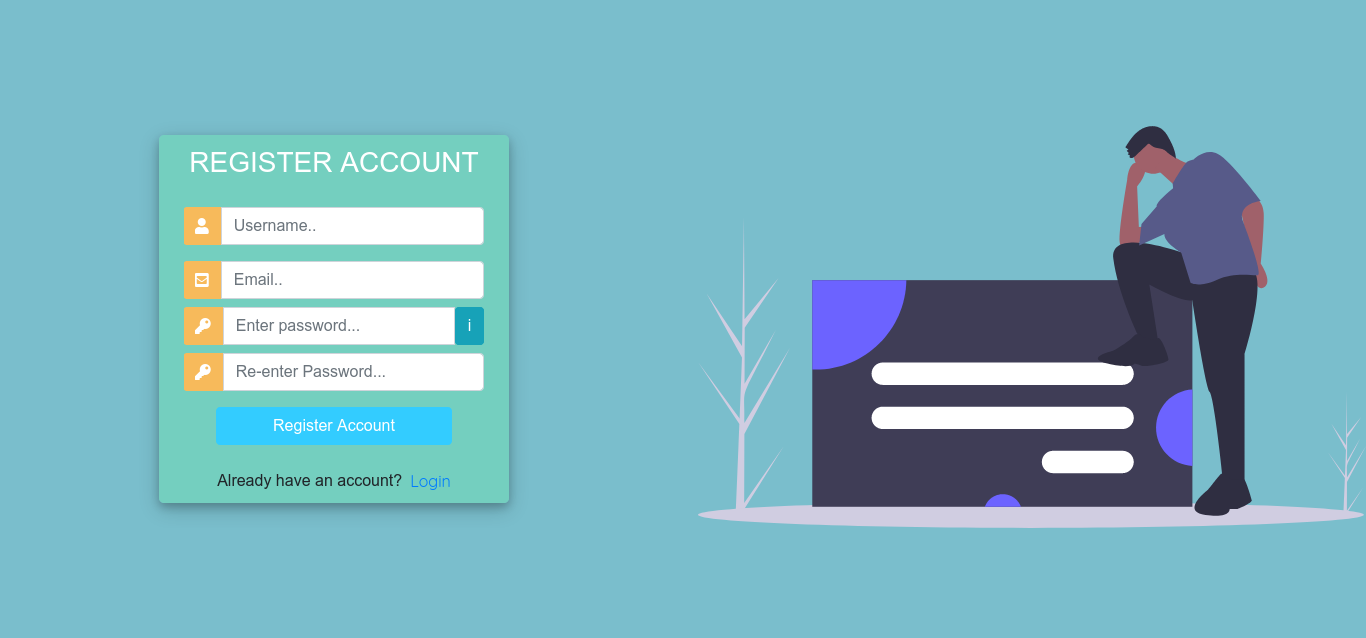 REGISTER ACCOUNT
Username..
Email..
Enter password...
i
Re-enter Password...
Register Account
Already have an account? Login